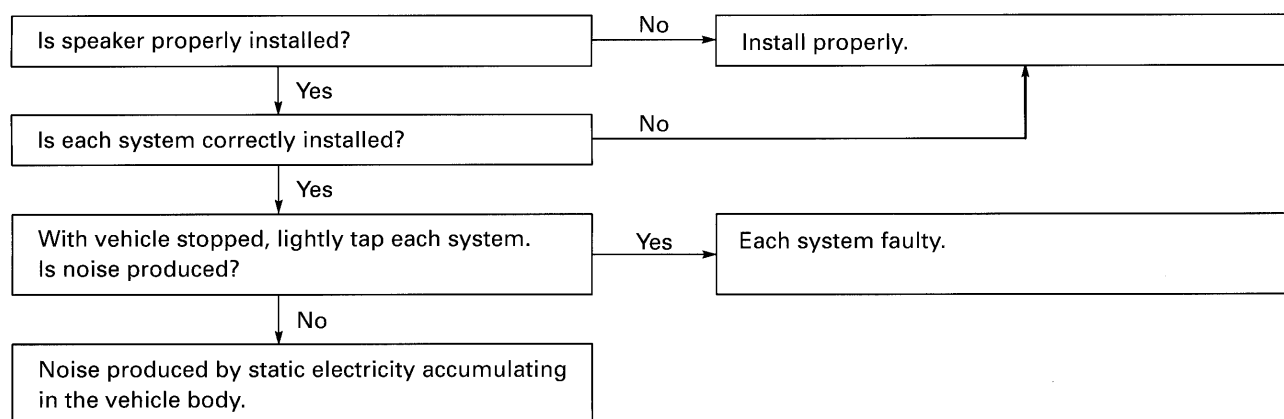 Is speaker properly installed?
No
Install properly.
Yes
Is each system correctly installed?
No
Yes
With vehicle stopped, lightly tap each system.
Is noise produced?
Yes
Each system faulty.
No
Noise produced by static electricity accumulating
in the vehicle body.